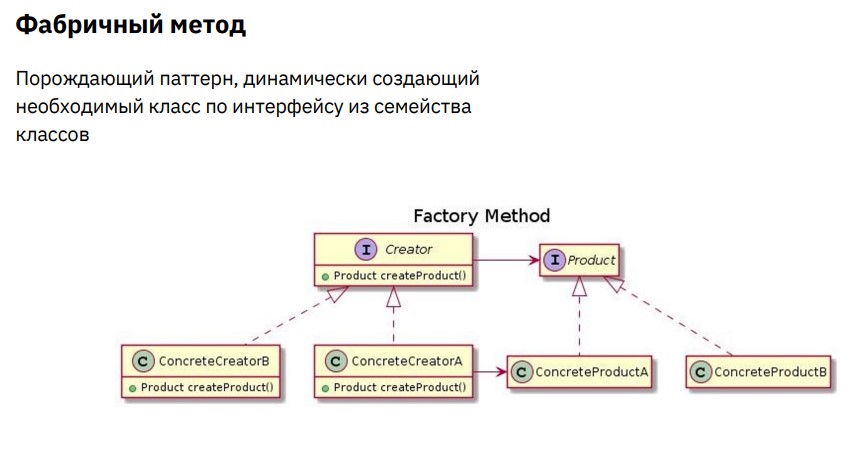 Фабричный метод
Порождающий паттерн, динамически создающий
необходимый класс по интерфейсу из семейства
классов
Factory Method
I Creator
Product createProduct()
I Product
C ConcreteCreatorB
Product createProduct()
C ConcreteCreatorA
Product createProduct()
C ConcreteProductA
C ConcreteProductB